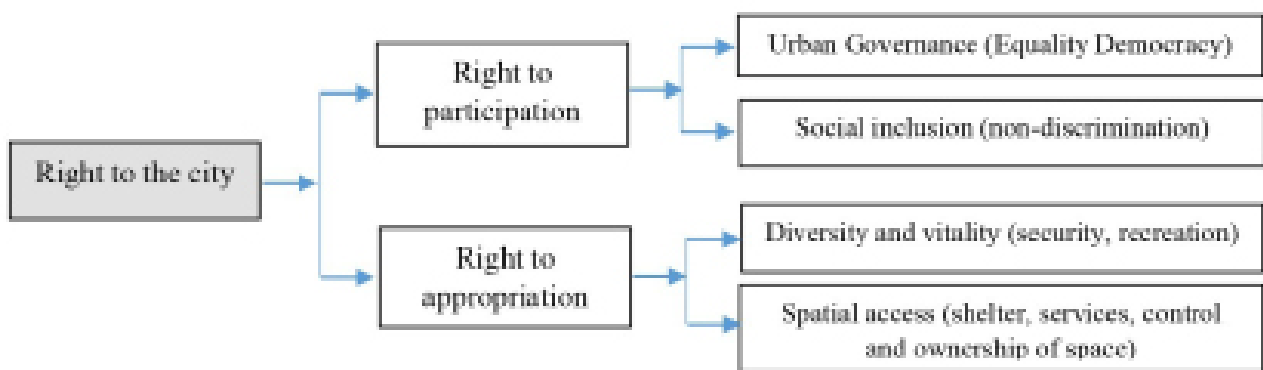 Right to the city
Right to
participation
Right to
appropriation
Urban Governance (Equality Democracy)
Social inclusion (non-discrimination)
Diversity and vitality (security, recreation)
Spatial access (shelter, services, control
and ownership of space)